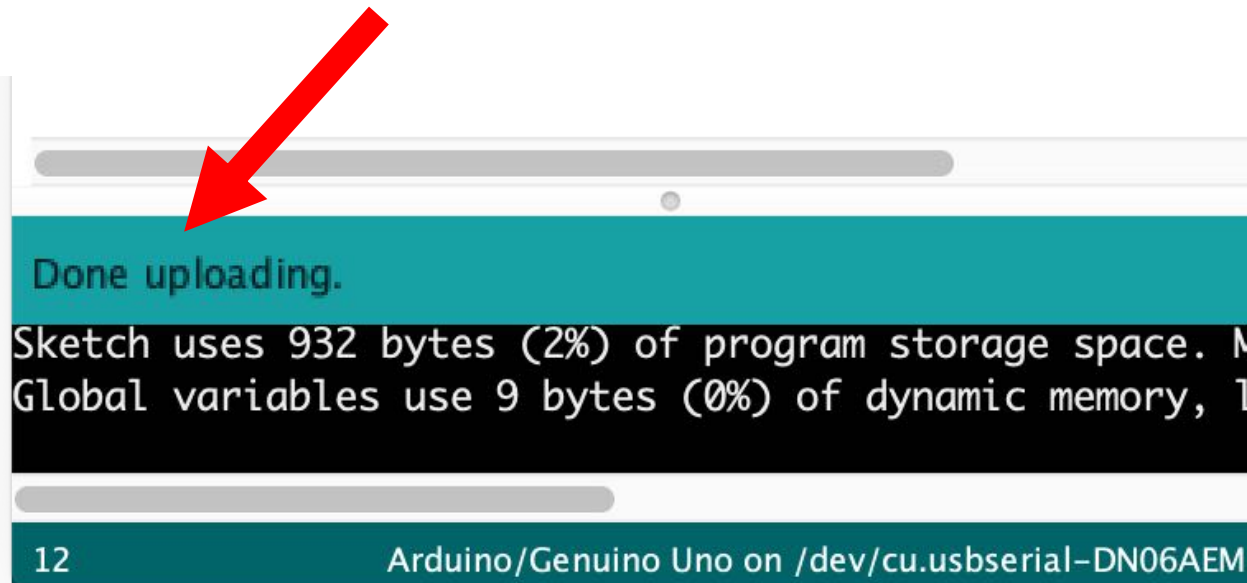 Done uploading.
Sketch uses 932 bytes (2%) of program storage space. M
Global variables use 9 bytes (0%) of dynamic memory, l
12 Arduino/Genuino Uno on /dev/cu.usbserial-DN06AEM